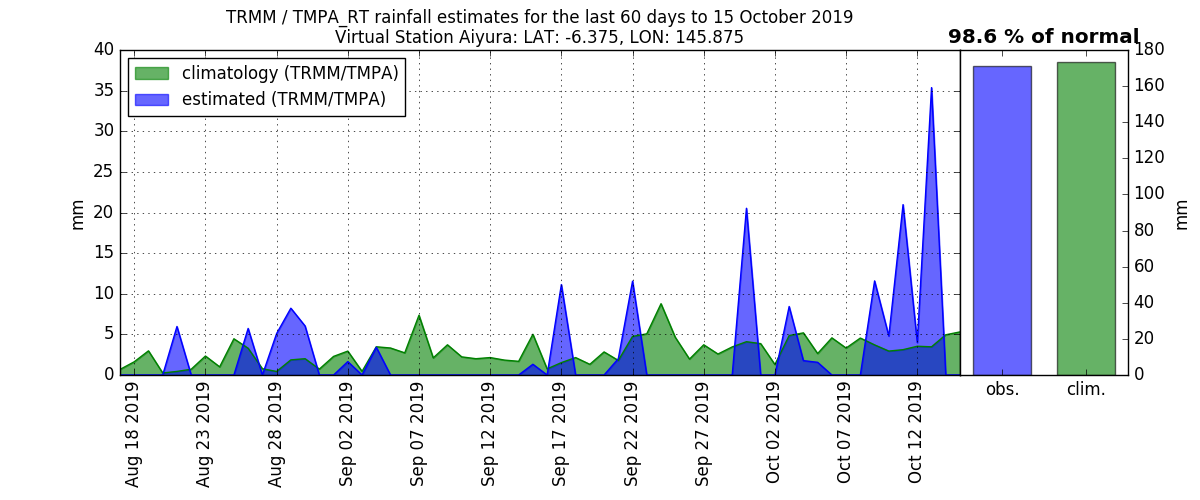 TRMM / TMPA_RT rainfall estimates for the last 60 days to 15 October 2019
Virtual Station Aiyura: LAT: -6.375, LON: 145.875
98.6 % of normal
climatology (TRMM/TMPA)
estimated (TRMM/TMPA)
mm
40
35
30
25
20
15
10
5
0
Aug 18 2019
Aug 23 2019
Aug 28 2019
Sep 02 2019
Sep 07 2019
Sep 12 2019
Sep 17 2019
Sep 22 2019
Sep 27 2019
Oct 02 2019
Oct 07 2019
Oct 12 2019
180
160
140
120
100
80
60
40
20
0
mm
obs.
clim.